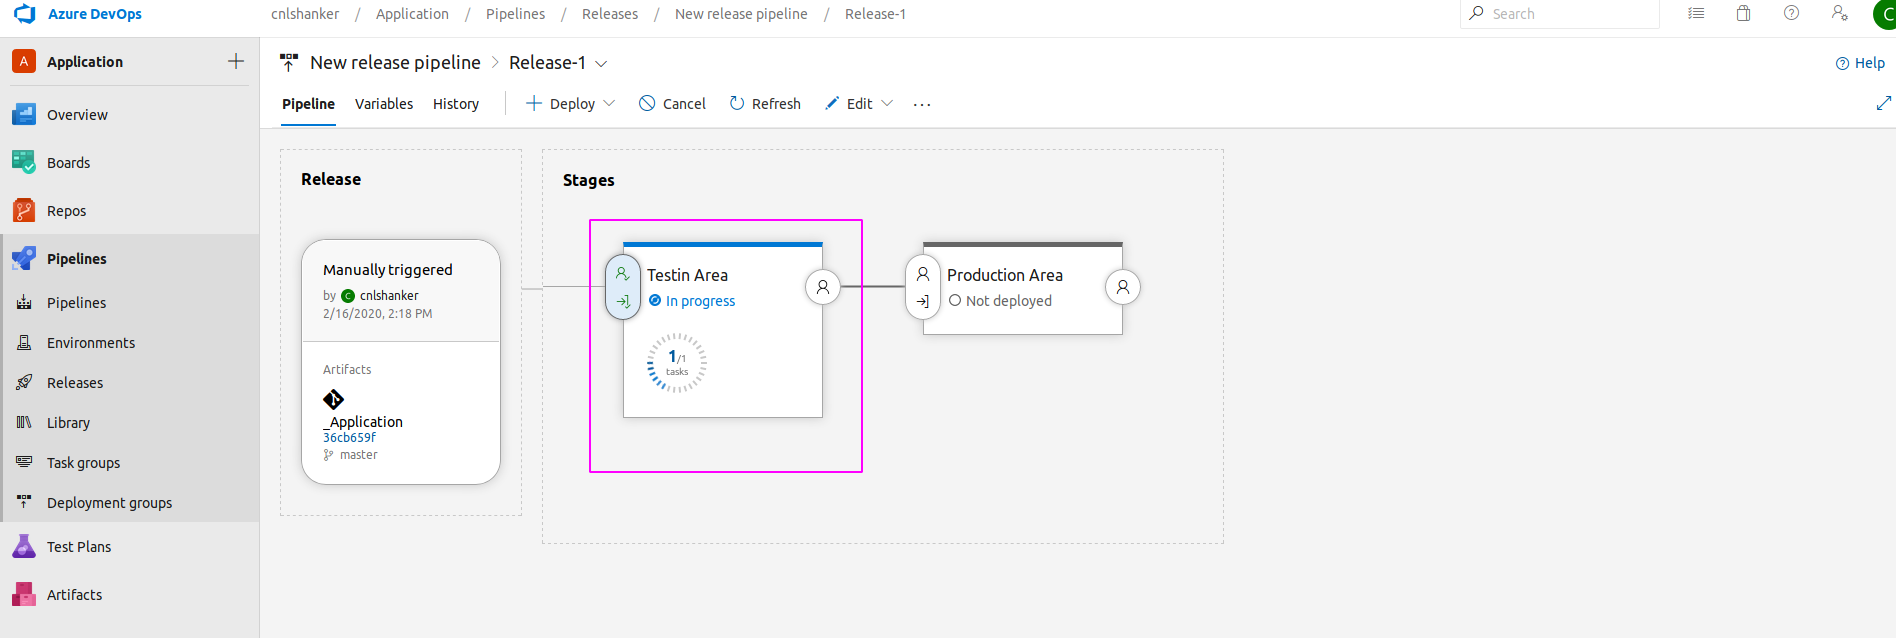 Azure DevOps
cnlshanker / Application / Pipelines / Releases / New release pipeline / Release-1
Search
C
A Application
Overview
Boards
Repos
Pipelines
Pipelines
Environments
Releases
Library
Task groups
Deployment groups
Test Plans
Artifacts
New release pipeline > Release-1
Help
Pipeline Variables History Deploy Cancel Refresh Edit ...
Release
Manually triggered
by C cnlshanker
2/16/2020, 2:18 PM
Artifacts
_Application
36cb659f
master
Stages
Testin Area
In progress
1/1
tasks
Production Area
Not deployed